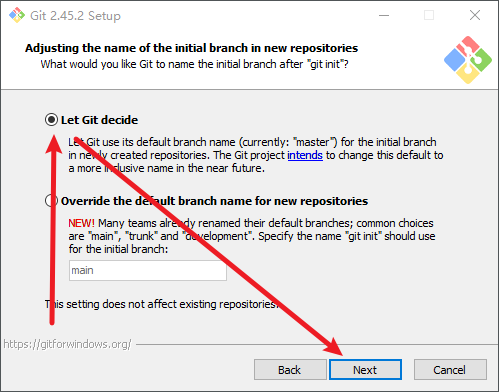 Git 2.45.2 Setup
Adjusting the name of the initial branch in new repositories
What would you like Git to name the initial branch after "git init"?
Let Git decide
Let Git use its default branch name (currently: "master") for the initial branch
in newly created repositories. The Git project intends to change this default to
a more inclusive name in the near future.
Override the default branch name for new repositories
NEW! Many teams already renamed their default branches; common choices
are "main", "trunk" and "development". Specify the name "git init" should use
for the initial branch:
main
This setting does not affect existing repositories.
https://gitforwindows.org/
Back
Next
Cancel